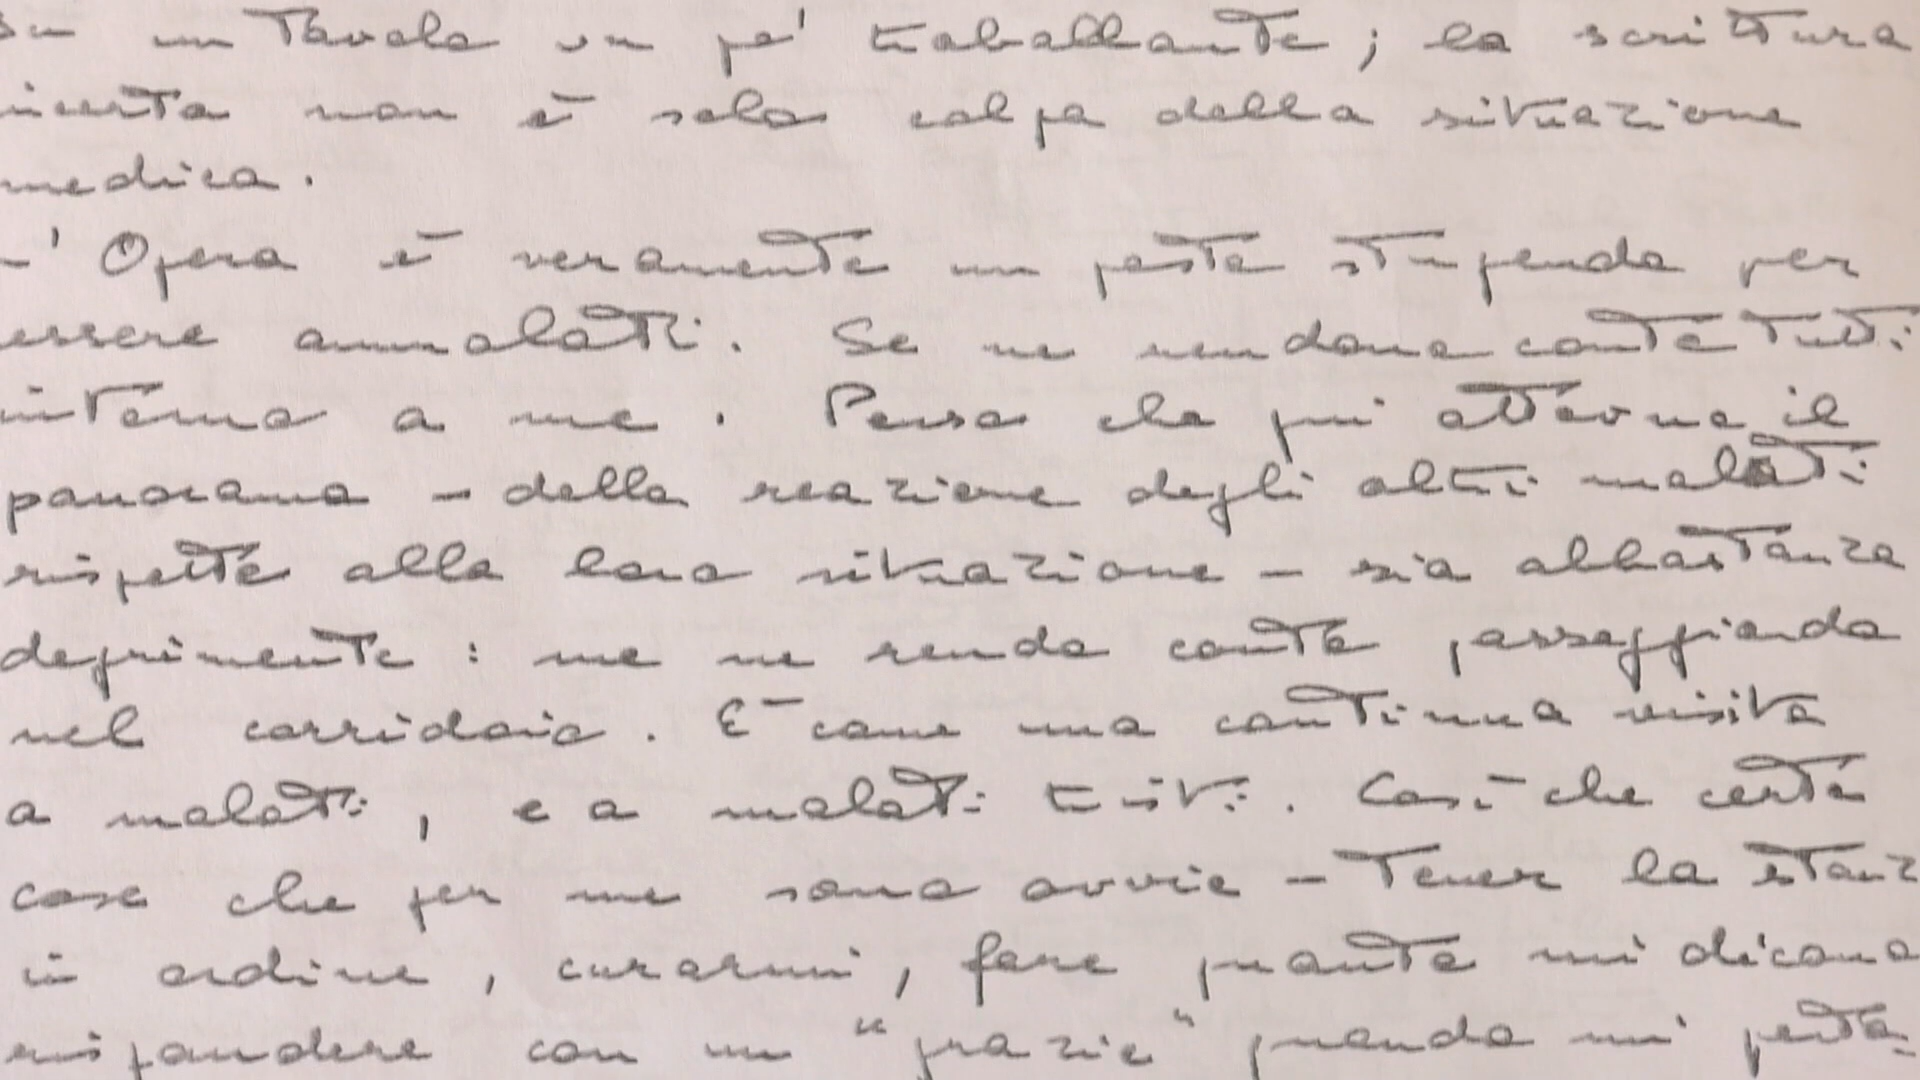 su un tavolo un po' traballante; la scrittura
incerta non è solo colpa della situazione
medica.
L'Opera è veramente un posto stupendo per
essere ammalati. Se ne rendono conto tutti
intorno a me. Penso che qui attorno il
panorama - della reazione degli altri malati
rispetto alla loro situazione - sia abbastanza
deprimente: me ne rendo conto passeggiando
nel corridoio. È come una continua visita
a malati, e a malati tristi. Così che certe
cose che per me sono ovvie - tener la stanz
in ordine, curarmi, fare quanto mi dicono
rispondere con un "grazie" quando mi porta-